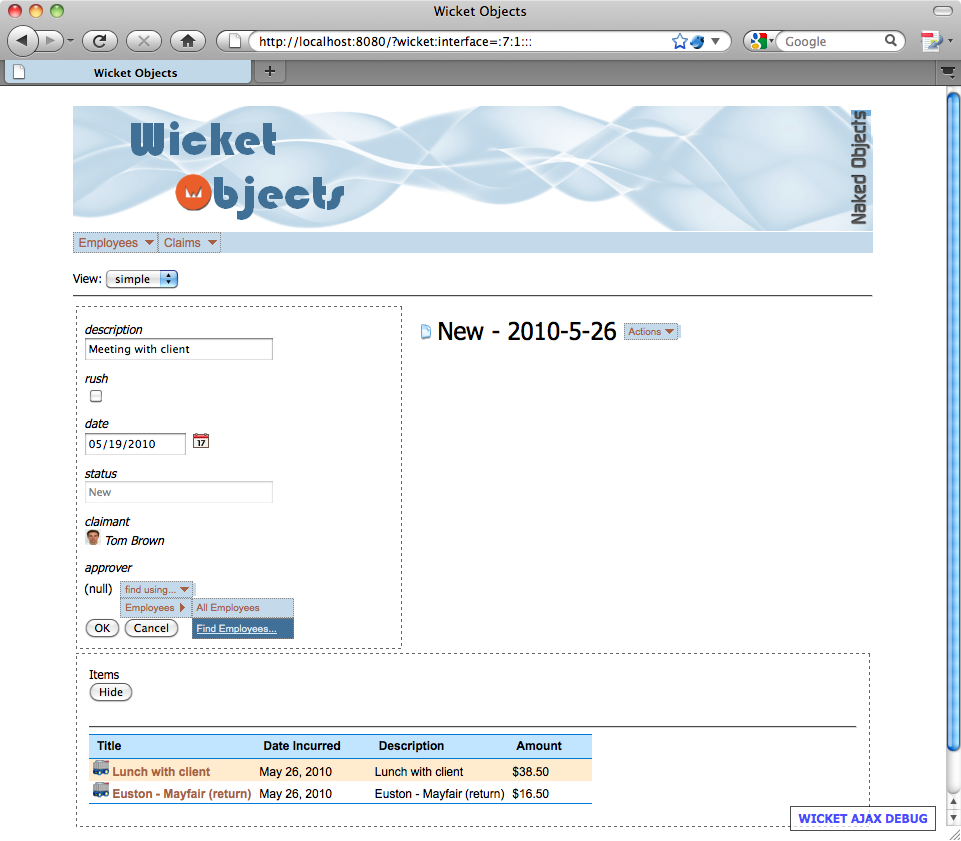 Wicket Objects
http://localhost:8080/?wicket:interface=:7:1:::
Google
Wicket Objects
+
Wicket
Objects
Naked Objects
Employees
Claims
View: simple
description
Meeting with client
rush
date
05/19/2010
17
status
New
claimant
Tom Brown
approver
(null) find using...
Employees All Employees
OK Cancel Find Employees...
New - 2010-5-26 Actions
Items
Hide
Title Date Incurred Description Amount
Lunch with client May 26, 2010 Lunch with client $38.50
Euston - Mayfair (return) May 26, 2010 Euston - Mayfair (return) $16.50
WICKET AJAX DEBUG